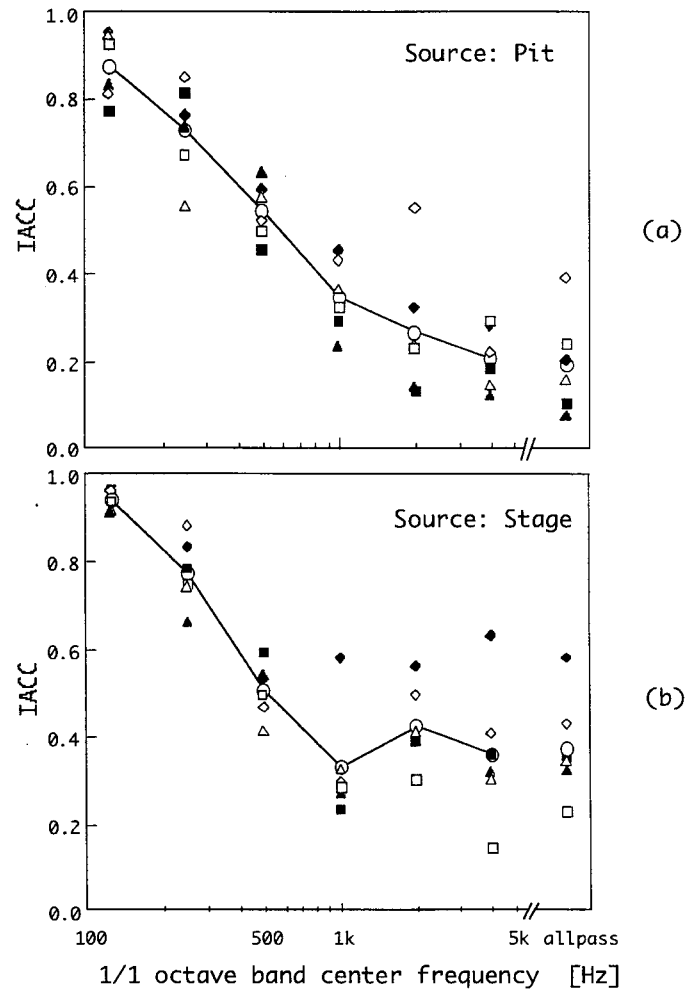 1.0
Source: Pit
0.8
0.6
IACC
(a)
0.4
0.2
0.0
1.0
Source: Stage
0.8
0.6
IACC
(b)
0.4
0.2
0.0
100 500 1k 5k allpass
1/1 octave band center frequency [Hz]